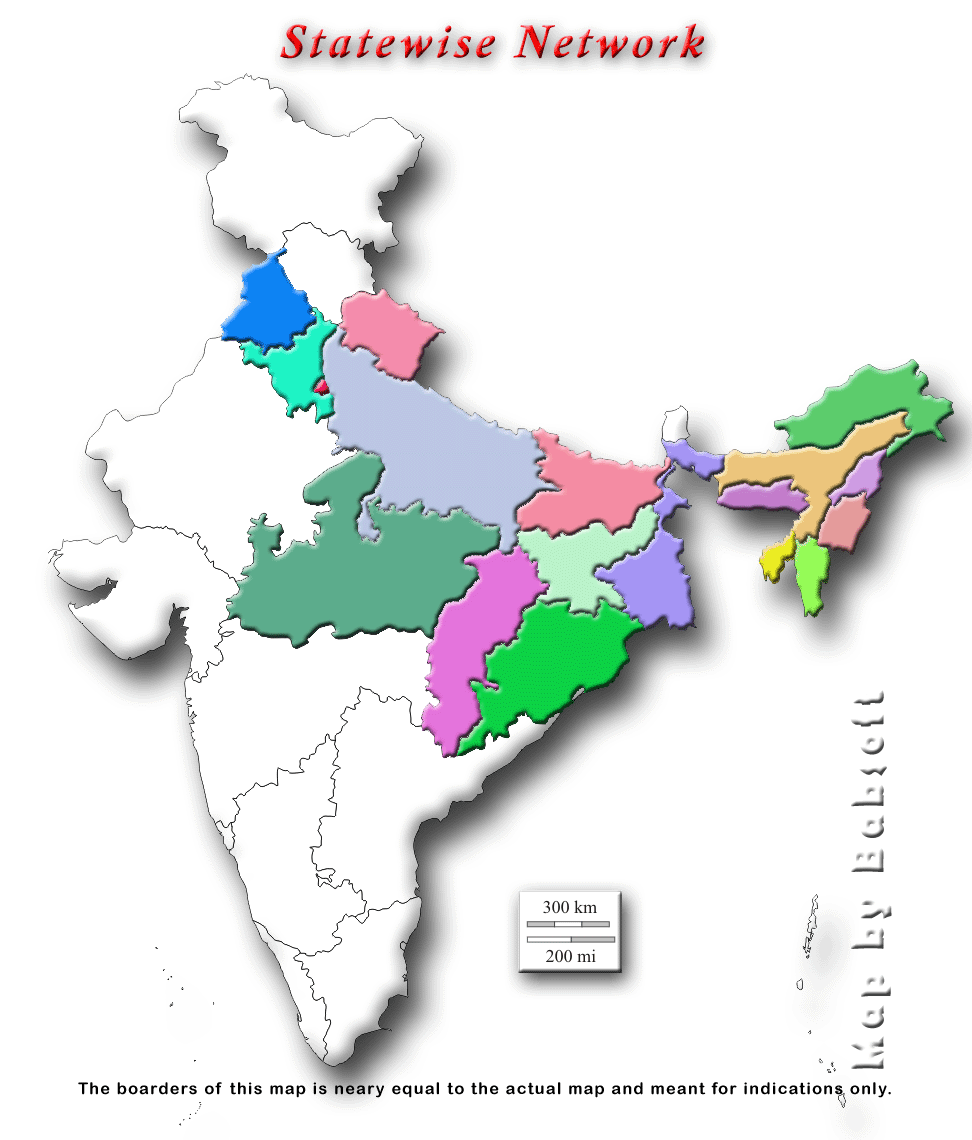 Statewise Network
300 km
200 mi
Map by Babsoft
The boarders of this map is neary equal to the actual map and meant for indications only.